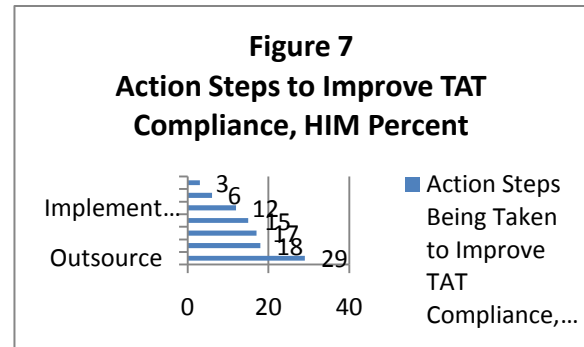 Figure 7
Action Steps to Improve TAT
Compliance, HIM Percent
3
6
Implement...
12
15
17
18
Outsource
29
0 20 40
Action Steps
Being Taken
to Improve
TAT
Compliance,...